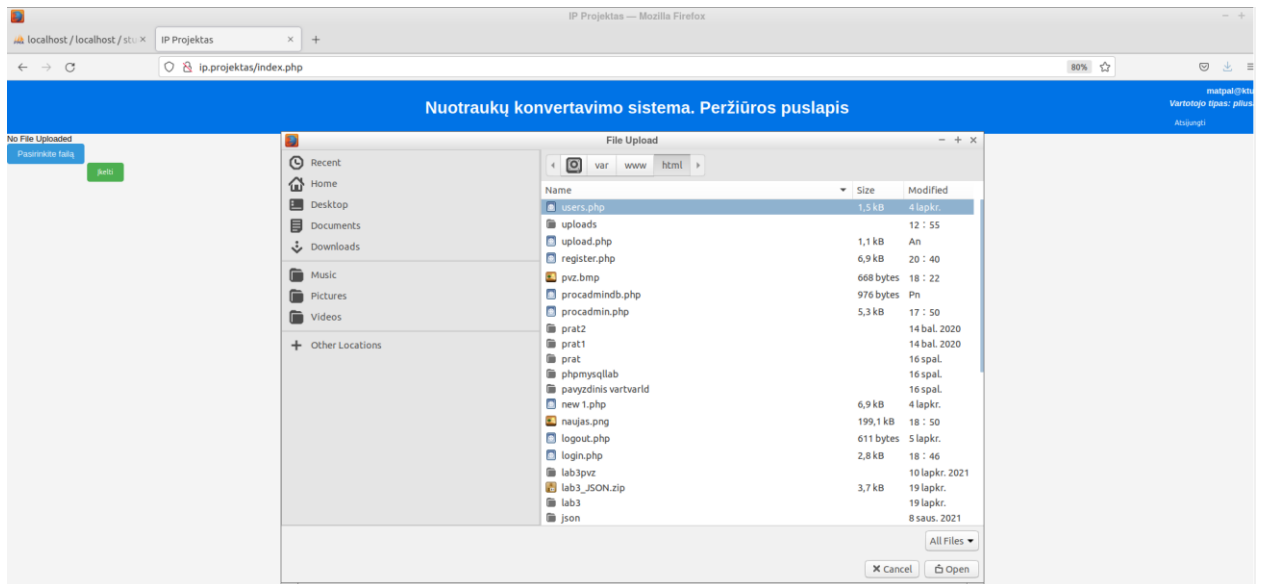 IP Projektas — Mozilla Firefox
localhost / localhost / stu
IP Projektas
ip.projektas/index.php
80%
matpal@ktu
Nuotraukų konvertavimo sistema. Peržiūros puslapis
Vartotojo tipas: plius
Atsijungti
No File Uploaded
Pasirinkite failą
Įkelti
File Upload
Recent
Home
Desktop
Documents
Downloads
Music
Pictures
Videos
Other Locations
var www html
Name Size Modified
users.php 1,5 kB 4 lapkr.
uploads 12 : 55
upload.php 1,1 kB An
register.php 6,9 kB 20 : 40
pvz.bmp 668 bytes 18 : 22
procadmindb.php 976 bytes Pn
procadmin.php 5,3 kB 17 : 50
prat2 14 bal. 2020
prat1 14 bal. 2020
prat 16 spal.
phpmysqllab 16 spal.
pavyzdinis vartvarld 16 spal.
new 1.php 6,9 kB 4 lapkr.
naujas.png 199,1 kB 18 : 50
logout.php 611 bytes 5 lapkr.
login.php 2,8 kB 18 : 46
lab3pvz 10 lapkr. 2021
lab3_JSON.zip 3,7 kB 19 lapkr.
lab3 19 lapkr.
json 8 saus. 2021
All Files
Cancel Open